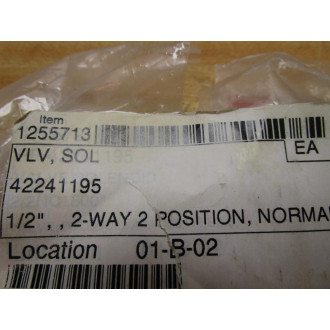 Item
1255713
VLV, SOL
EA
42241195
1/2", , 2-WAY 2 POSITION, NORMA
Location 01-B-02